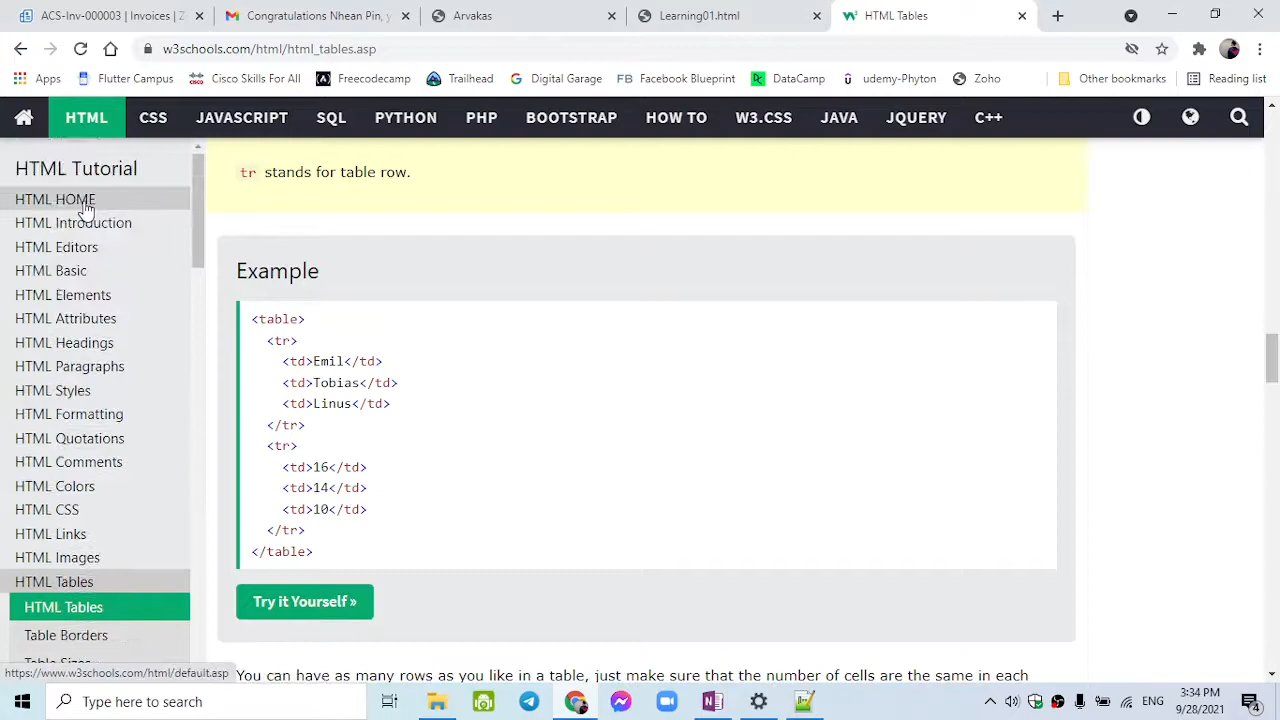 ACS-Inv-000003 | Invoices | Z
Congratulations Nhean Pin, y
Arvakas
Learning01.html
HTML Tables
w3schools.com/html/html_tables.asp
Apps
Flutter Campus
Cisco Skills For All
Freecodecamp
Trailhead
Digital Garage
FB Facebook Blueprint
DataCamp
udemy-Phyton
Zoho
Other bookmarks
Reading list
HTML CSS JAVASCRIPT SQL PYTHON PHP BOOTSTRAP HOW TO W3.CSS JAVA JQUERY C++
HTML Tutorial
HTML HOME
HTML Introduction
HTML Editors
HTML Basic
HTML Elements
HTML Attributes
HTML Headings
HTML Paragraphs
HTML Styles
HTML Formatting
HTML Quotations
HTML Comments
HTML Colors
HTML CSS
HTML Links
HTML Images
HTML Tables
HTML Tables
Table Borders
tr stands for table row.
Example
<table>
<tr>
<td>Emil</td>
<td>Tobias</td>
<td>Linus</td>
</tr>
<tr>
<td>16</td>
<td>14</td>
<td>10</td>
</tr>
</table>
Try it Yourself »
You can have as many rows as you like in a table, just make sure that the number of cells are the same in each
https://www.w3schools.com/html/default.asp
Type here to search
ENG
3:34 PM
9/28/2021
4